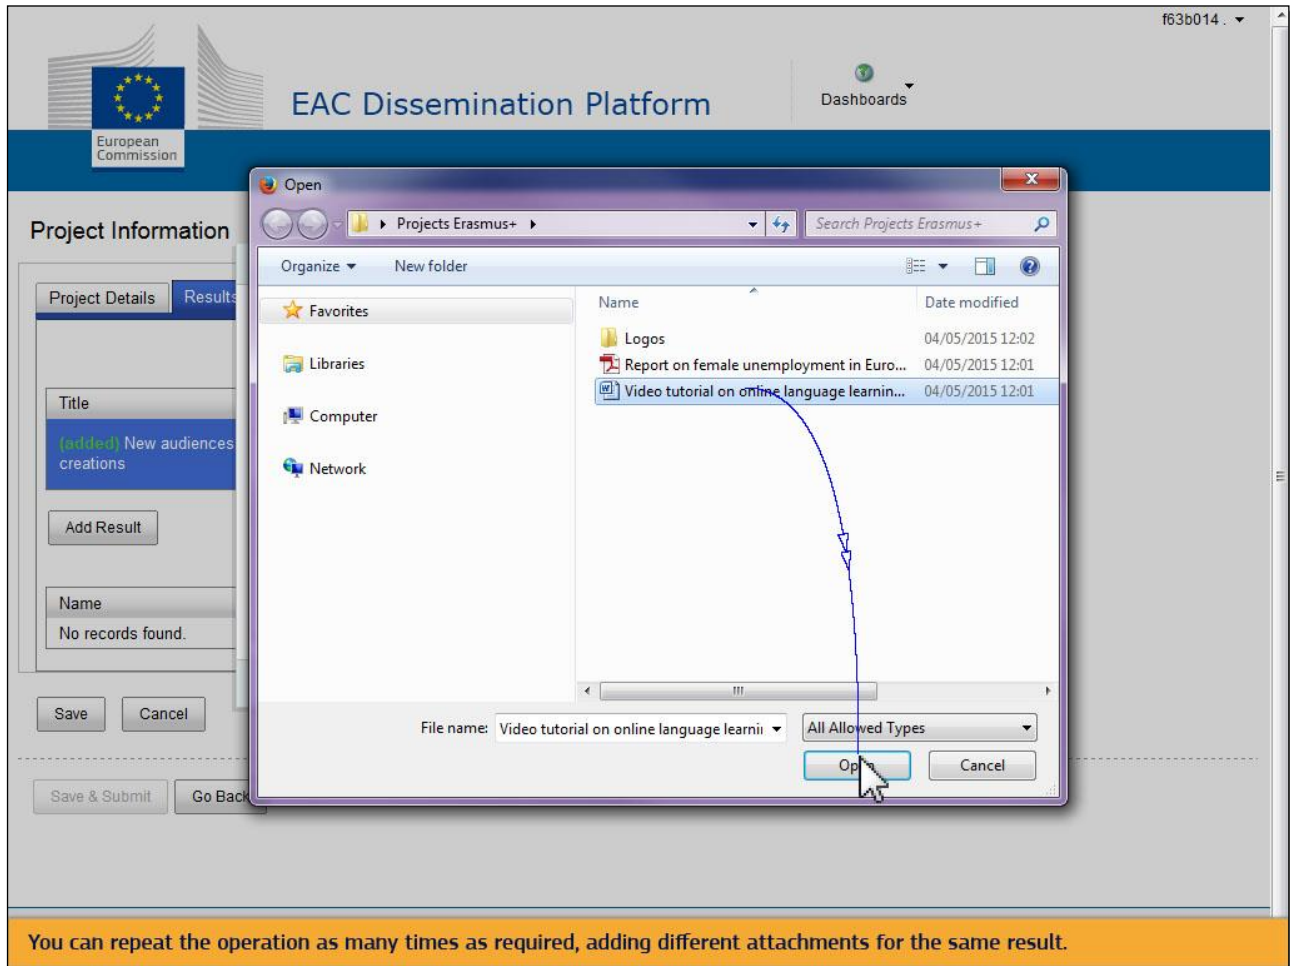 f63b014 .
EAC Dissemination Platform
Dashboards
European
Commission
Open
Projects Erasmus+
Search Projects Erasmus+
Project Information
Organize
New folder
Project Details
Results
Favorites
Libraries
Computer
Network
Name
Date modified
Logos
04/05/2015 12:02
Report on female unemployment in Euro...
04/05/2015 12:01
Video tutorial on online language learnin...
04/05/2015 12:01
Title
(added) New audiences
creations
Add Result
Name
No records found.
Save
Cancel
File name:
Video tutorial on online language learnin
All Allowed Types
Open
Cancel
Save & Submit
Go Back
You can repeat the operation as many times as required, adding different attachments for the same result.